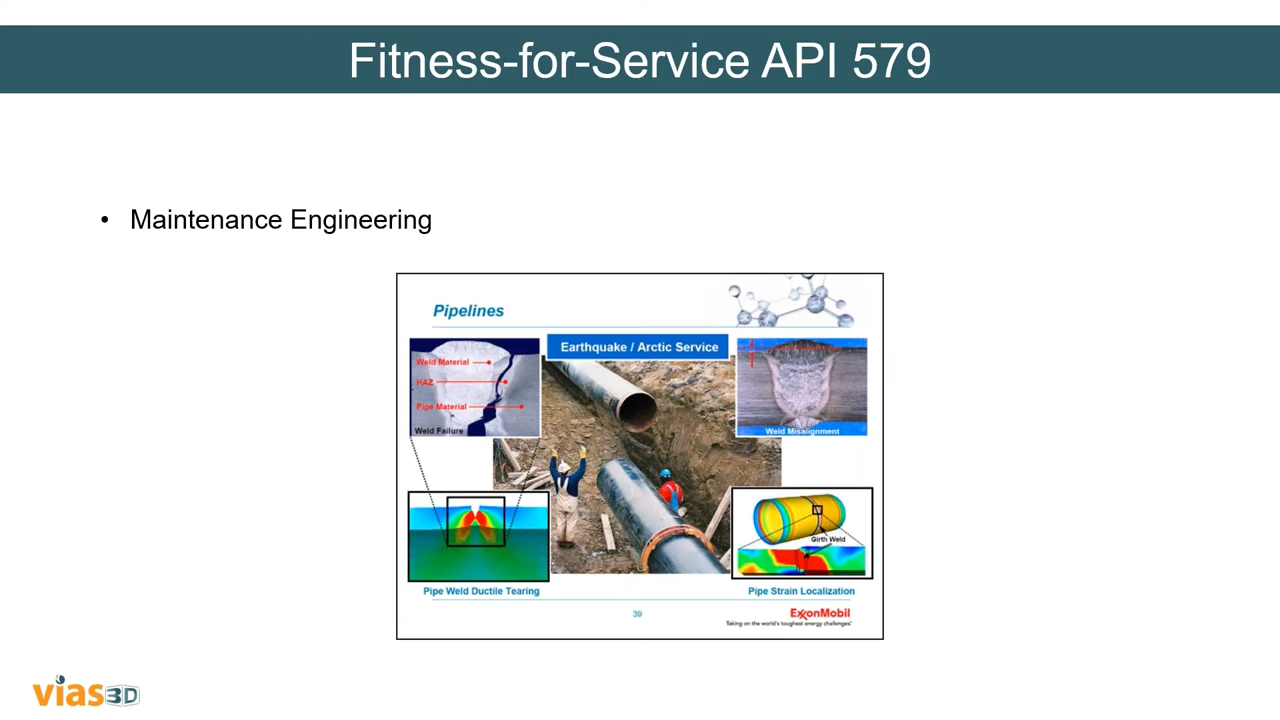 Fitness-for-Service API 579
• Maintenance Engineering
Pipelines
Earthquake / Arctic Service
Weld Material
HAZ
Pipe Material
Weld Failure
Weld Misalignment
Girth Weld
Pipe Weld Ductile Tearing
Pipe Strain Localization
39
ExxonMobil
Taking on the world's toughest energy challenges.
vias3D